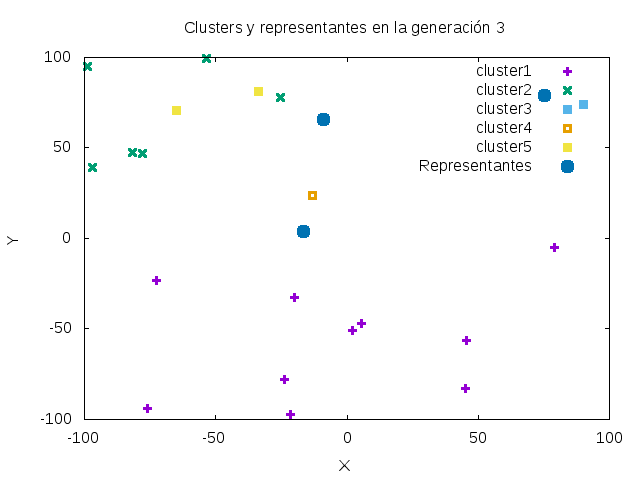 Clusters y representantes en la generación 3
100
50
0
-50
-100
-100
-50
0
50
100
Y
X
cluster1
cluster2
cluster3
cluster4
cluster5
Representantes